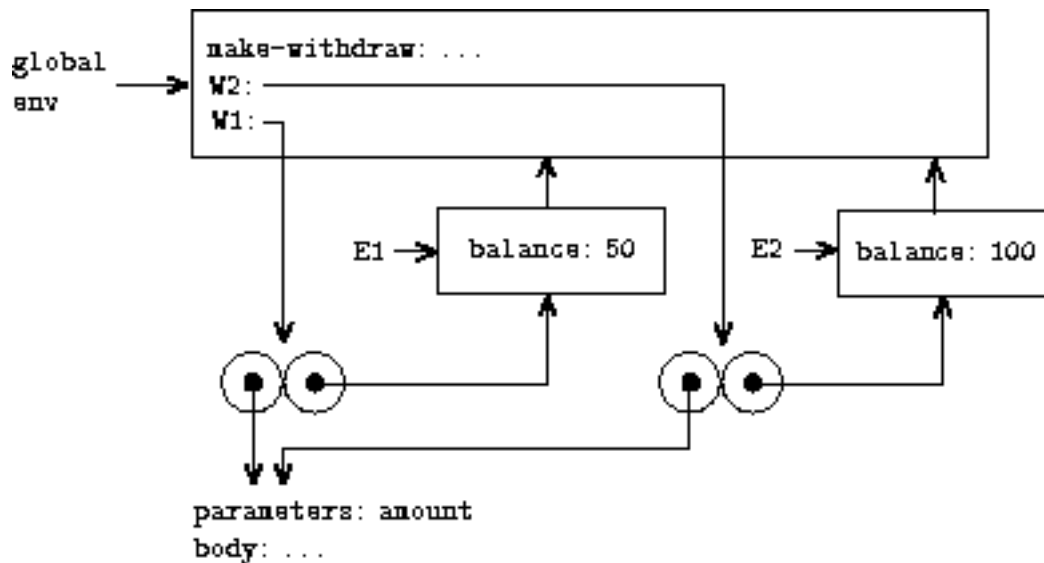 global
env
make-withdraw: ...
W2:
W1:
E1
balance: 50
E2
balance: 100
parameters: amount
body: ...